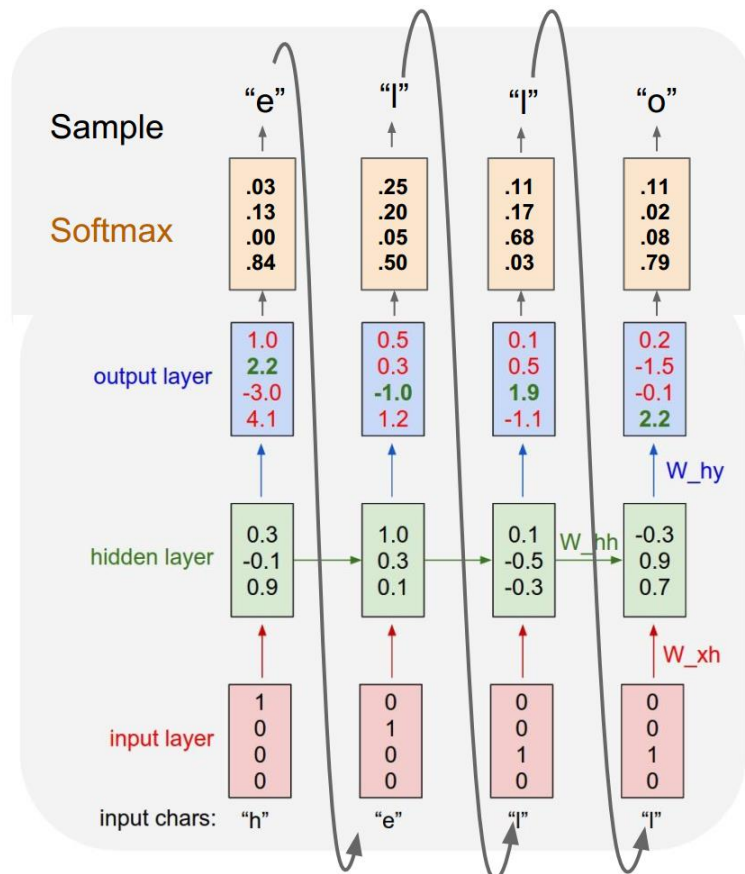 Sample “e” “l” “l” “o”
Softmax
.03 .25 .11 .11
.13 .20 .17 .02
.00 .05 .68 .08
.84 .50 .03 .79
output layer
1.0 0.5 0.1 0.2
2.2 0.3 0.5 -1.5
-3.0 -1.0 1.9 -0.1
4.1 1.2 -1.1 2.2
W_hy
hidden layer
0.3 1.0 0.1 -0.3
-0.1 0.3 -0.5 0.9
0.9 0.1 -0.3 0.7
W_hh
W_xh
input layer
1 0 0 0
0 1 0 0
0 0 1 1
0 0 0 0
input chars: “h” “e” “l” “l”